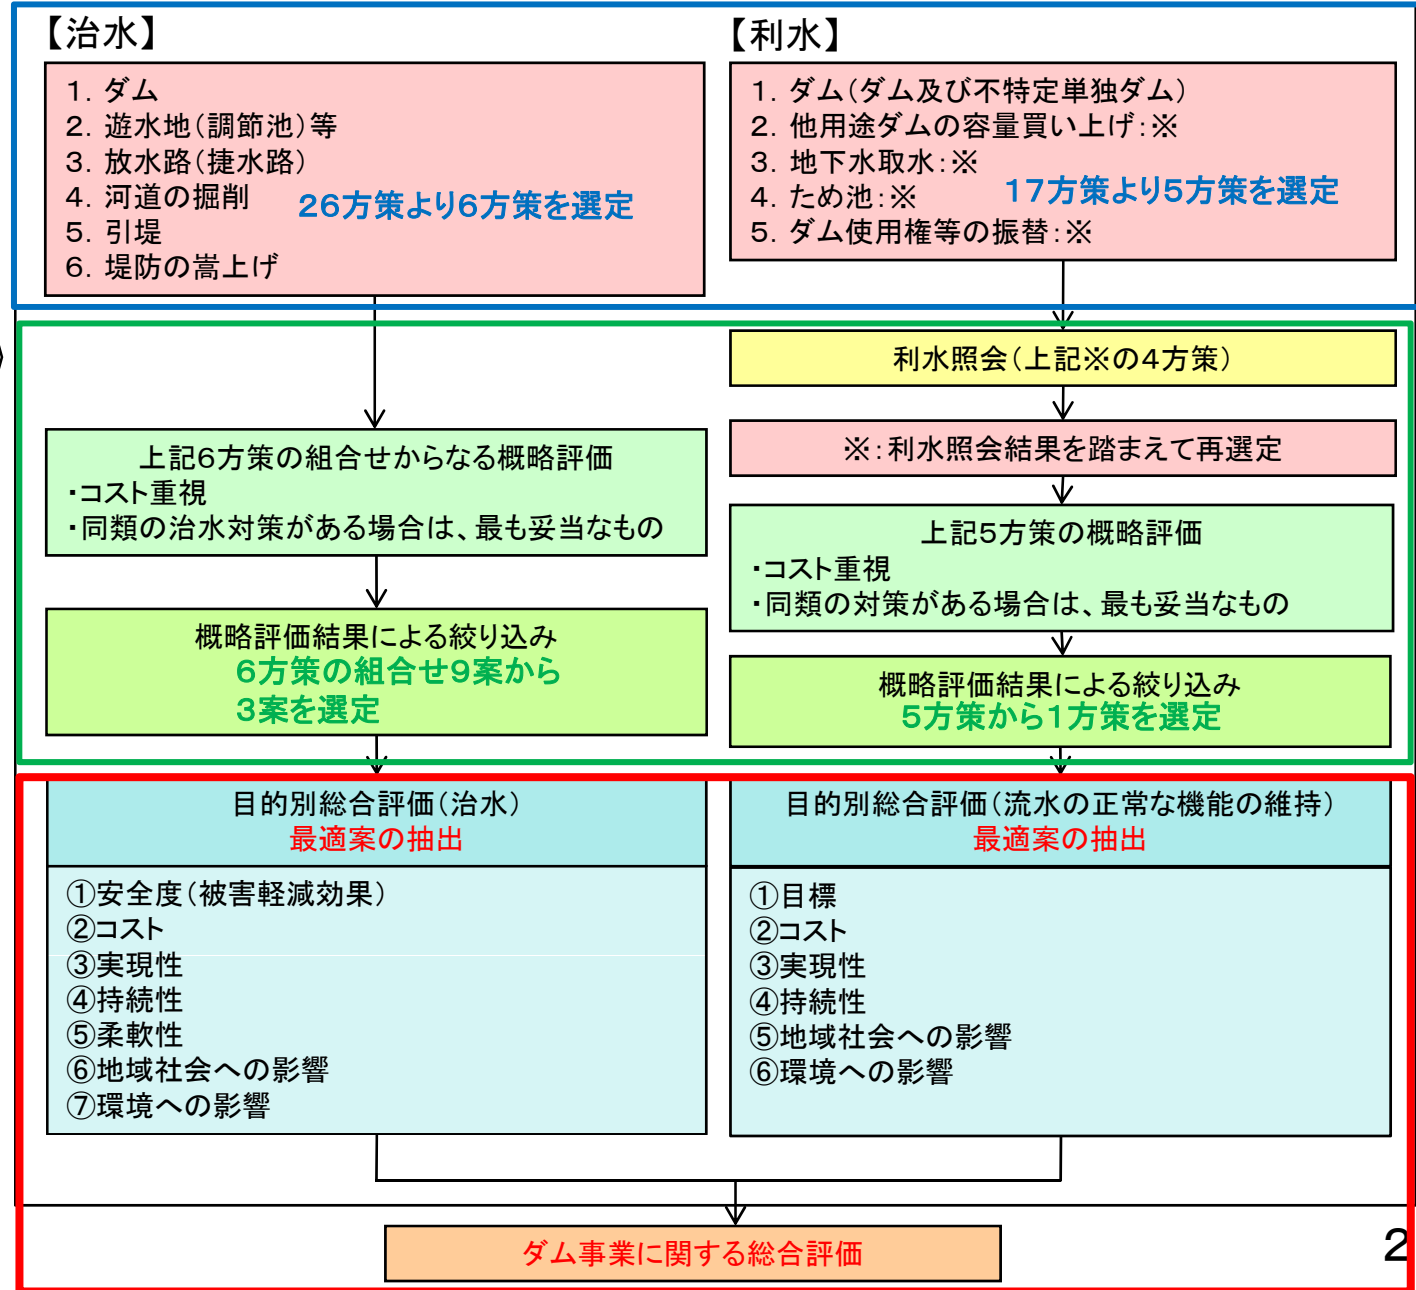 【治水】
1. ダム
2. 遊水地(調節池)等
3. 放水路(捷水路)
4. 河道の掘削
5. 引堤
6. 堤防の嵩上げ
26方策より6方策を選定
【利水】
1. ダム(ダム及び不特定単独ダム)
2. 他用途ダムの容量買い上げ:※
3. 地下水取水:※
4. ため池:※
5. ダム使用権等の振替:※
17方策より5方策を選定
利水照会(上記※の4方策)
※:利水照会結果を踏まえて再選定
上記6方策の組合せからなる概略評価
・コスト重視
・同類の治水対策がある場合は、最も妥当なもの
上記5方策の概略評価
・コスト重視
・同類の対策がある場合は、最も妥当なもの
概略評価結果による絞り込み
6方策の組合せ9案から
3案を選定
概略評価結果による絞り込み
5方策から1方策を選定
目的別総合評価(治水)
最適案の抽出
①安全度(被害軽減効果)
②コスト
③実現性
④持続性
⑤柔軟性
⑥地域社会への影響
⑦環境への影響
目的別総合評価(流水の正常な機能の維持)
最適案の抽出
①目標
②コスト
③実現性
④持続性
⑤地域社会への影響
⑥環境への影響
ダム事業に関する総合評価
2